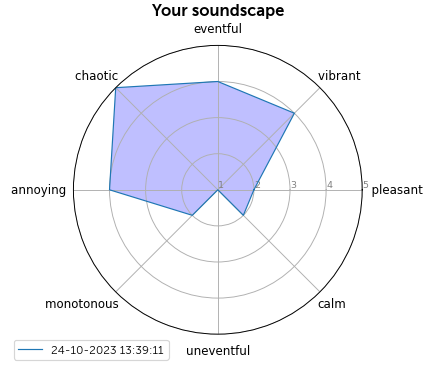 Your soundscape
eventful
chaotic
vibrant
annoying
1 2 3 4 5
pleasant
monotonous
calm
uneventful
24-10-2023 13:39:11